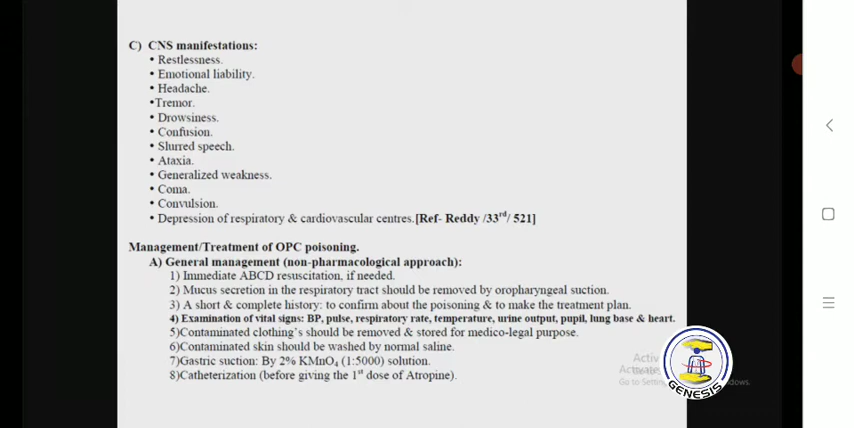 C) CNS manifestations:
• Restlessness.
• Emotional liability.
• Headache.
•Tremor.
• Drowsiness.
• Confusion.
• Slurred speech.
• Ataxia.
• Generalized weakness.
• Coma.
• Convulsion.
• Depression of respiratory & cardiovascular centres.[Ref- Reddy /33rd/ 521]
Management/Treatment of OPC poisoning.
A) General management (non-pharmacological approach):
1) Immediate ABCD resuscitation, if needed.
2) Mucus secretion in the respiratory tract should be removed by oropharyngeal suction.
3) A short & complete history: to confirm about the poisoning & to make the treatment plan.
4) Examination of vital signs: BP, pulse, respiratory rate, temperature, urine output, pupil, lung base & heart.
5)Contaminated clothing's should be removed & stored for medico-legal purpose.
6)Contaminated skin should be washed by normal saline.
7)Gastric suction: By 2% KMnO4 (1:5000) solution.
8)Catheterization (before giving the 1st dose of Atropine).
Activ
Activate
Go to Setting
dows.
GENESIS